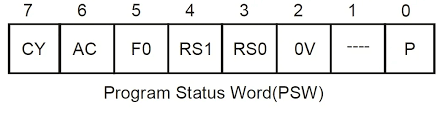 7 6 5 4 3 2 1 0
CY AC F0 RS1 RS0 0V ---- P
Program Status Word(PSW)